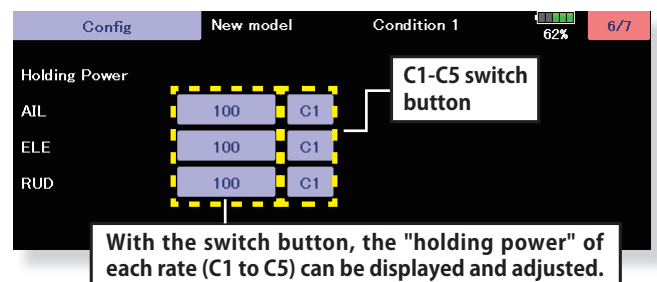 Config New model Condition 1 62% 6/7
Holding Power
AIL 100 C1
ELE 100 C1
RUD 100 C1
C1-C5 switch
button
With the switch button, the "holding power" of
each rate (C1 to C5) can be displayed and adjusted.